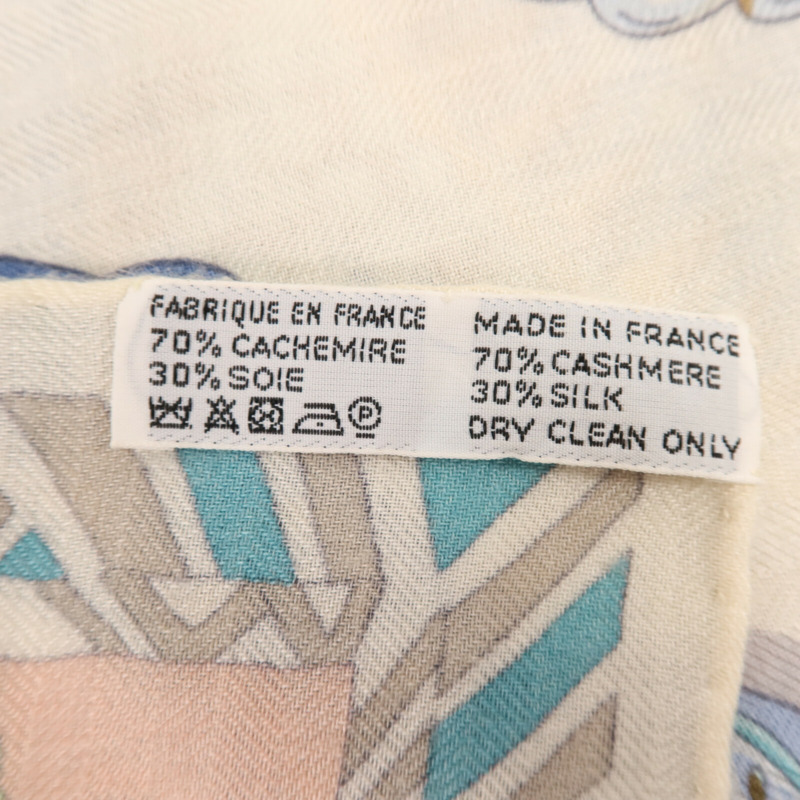 FABRIQUE EN FRANCE
70% CACHEMIRE
30% SOIE
P
MADE IN FRANCE
70% CASHMERE
30% SILK
DRY CLEAN ONLY